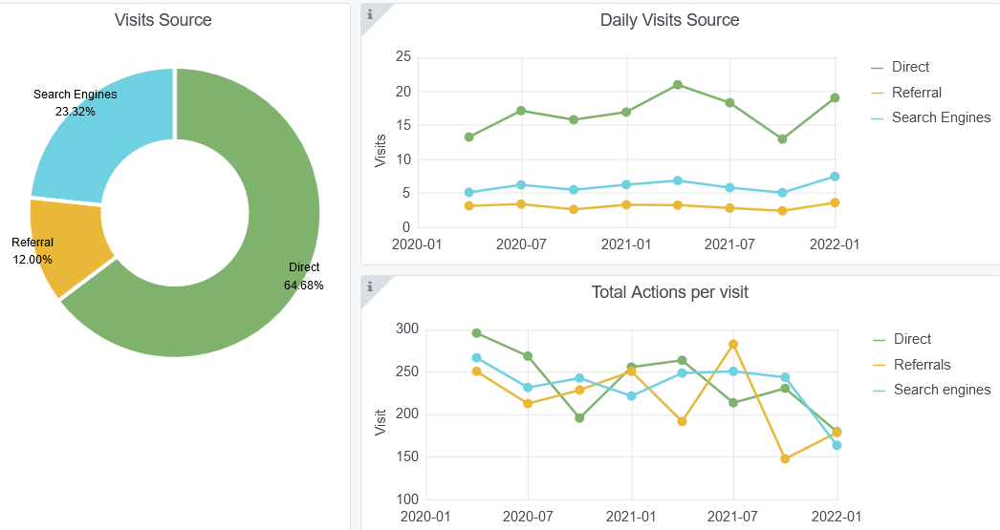 Visits Source
Search Engines
23.32%
Referral
12.00%
Direct
64.68%
i
Daily Visits Source
Visits
25
20
15
10
5
0
2020-01
2020-07
2021-01
2021-07
2022-01
Direct
Referral
Search Engines
i
Total Actions per visit
Visit
300
250
200
150
100
2020-01
2020-07
2021-01
2021-07
2022-01
Direct
Referrals
Search engines